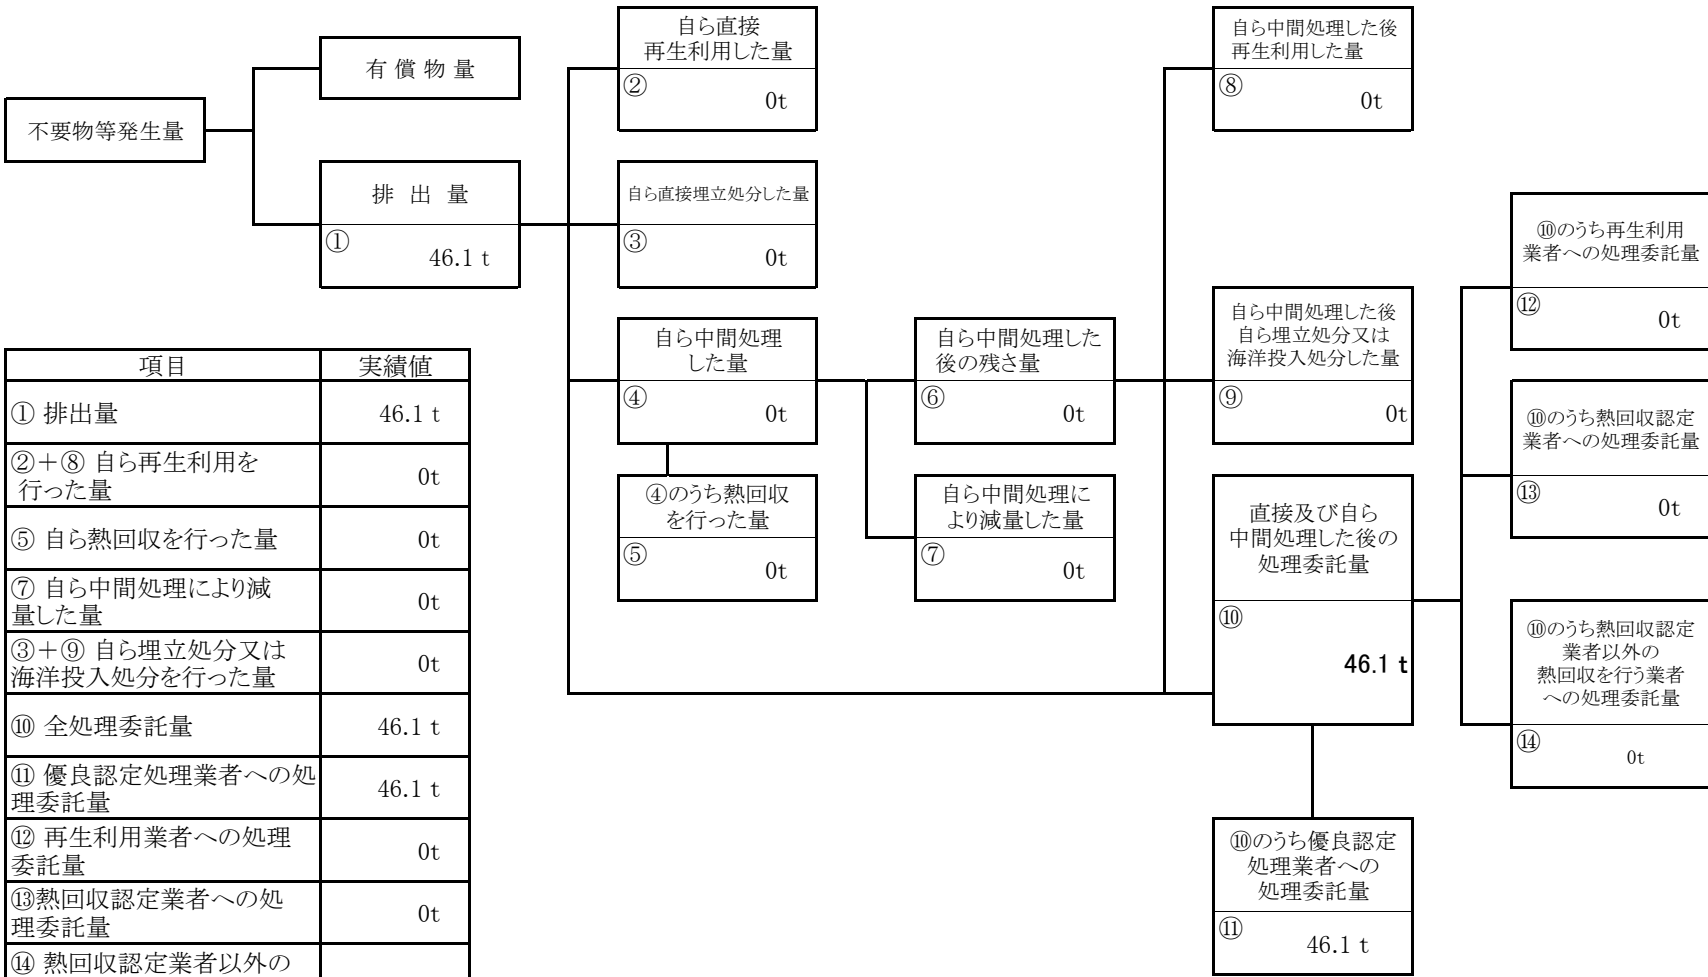 不要物等発生量
有 償 物 量
排 出 量
①
46.1 t
自ら直接
再生利用した量
②
0t
自ら直接埋立処分した量
③
0t
自ら中間処理
した量
④
0t
④のうち熱回収
を行った量
⑤
0t
自ら中間処理した
後の残さ量
⑥
0t
自ら中間処理に
より減量した量
⑦
0t
自ら中間処理した後
再生利用した量
⑧
0t
自ら中間処理した後
自ら埋立処分又は
海洋投入処分した量
⑨
0t
直接及び自ら
中間処理した後の
処理委託量
⑩
46.1 t
⑩のうち優良認定
処理業者への
処理委託量
⑪
46.1 t
⑩のうち再生利用
業者への処理委託量
⑫
0t
⑩のうち熱回収認定
業者への処理委託量
⑬
0t
⑩のうち熱回収認定
業者以外の
熱回収を行う業者
への処理委託量
⑭
0t
項目 実績値
① 排出量 46.1 t
②＋⑧ 自ら再生利用を
行った量 0t
⑤ 自ら熱回収を行った量 0t
⑦ 自ら中間処理により減
量した量 0t
③＋⑨ 自ら埋立処分又は
海洋投入処分を行った量 0t
⑩ 全処理委託量 46.1 t
⑪ 優良認定処理業者への処
理委託量 46.1 t
⑫ 再生利用業者への処理
委託量 0t
⑬熱回収認定業者への処
理委託量 0t
⑭ 熱回収認定業者以外の